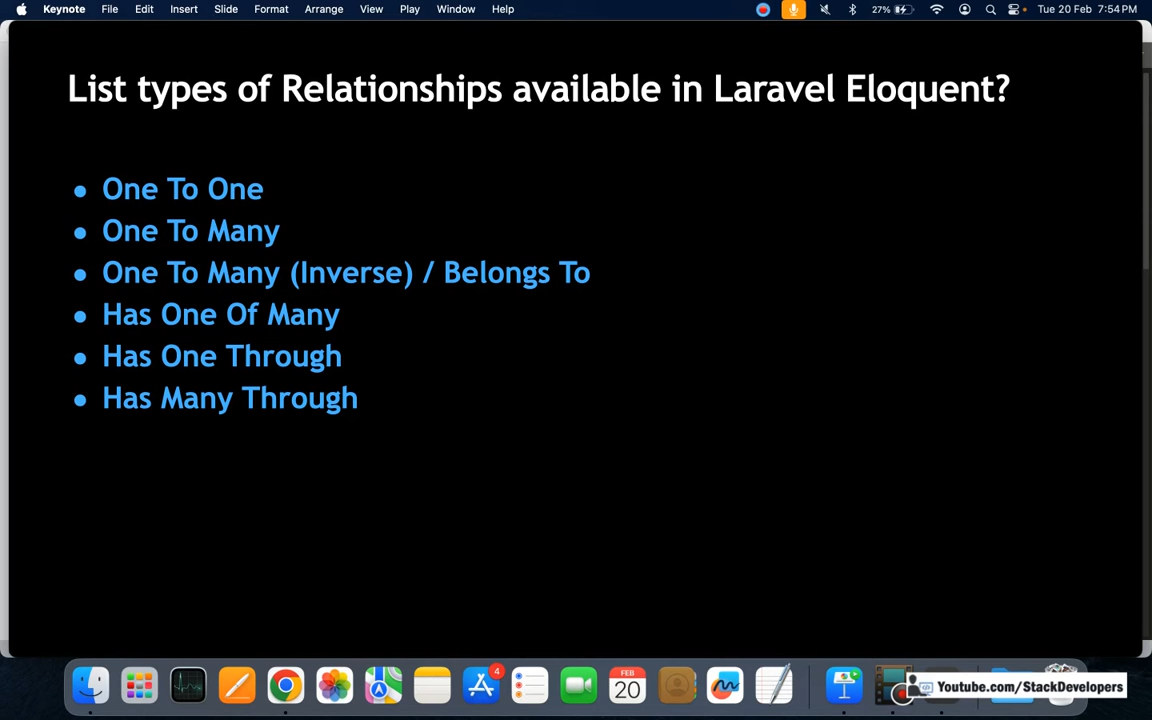 Keynote File Edit Insert Slide Format Arrange View Play Window Help 27% Tue 20 Feb 7:54 PM
List types of Relationships available in Laravel Eloquent?
• One To One
• One To Many
• One To Many (Inverse) / Belongs To
• Has One Of Many
• Has One Through
• Has Many Through
4
FEB
20
Youtube.com/StackDevelopers